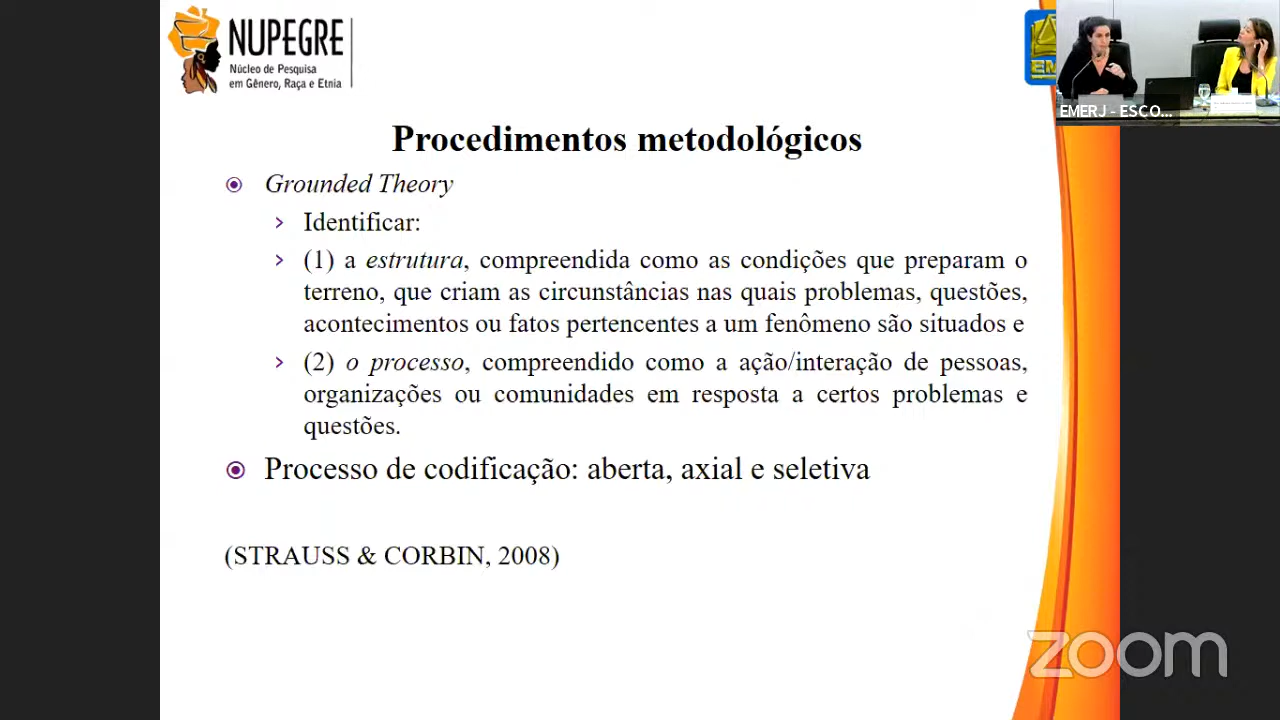 NUPEGRE
Núcleo de Pesquisa
em Gênero, Raça e Etnia
EMERJ - ESCO...
Procedimentos metodológicos
Grounded Theory
Identificar:
(1) a estrutura, compreendida como as condições que preparam o
terreno, que criam as circunstâncias nas quais problemas, questões,
acontecimentos ou fatos pertencentes a um fenômeno são situados e
(2) o processo, compreendido como a ação/interação de pessoas,
organizações ou comunidades em resposta a certos problemas e
questões.
Processo de codificação: aberta, axial e seletiva
(STRAUSS & CORBIN, 2008)
zoom